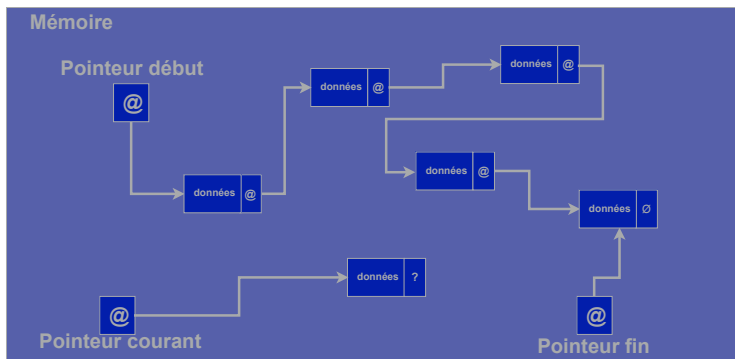 Mémoire
Pointeur début
@
données @
données @
données @
données @
données Ø
données ?
@
Pointeur courant
@
Pointeur fin